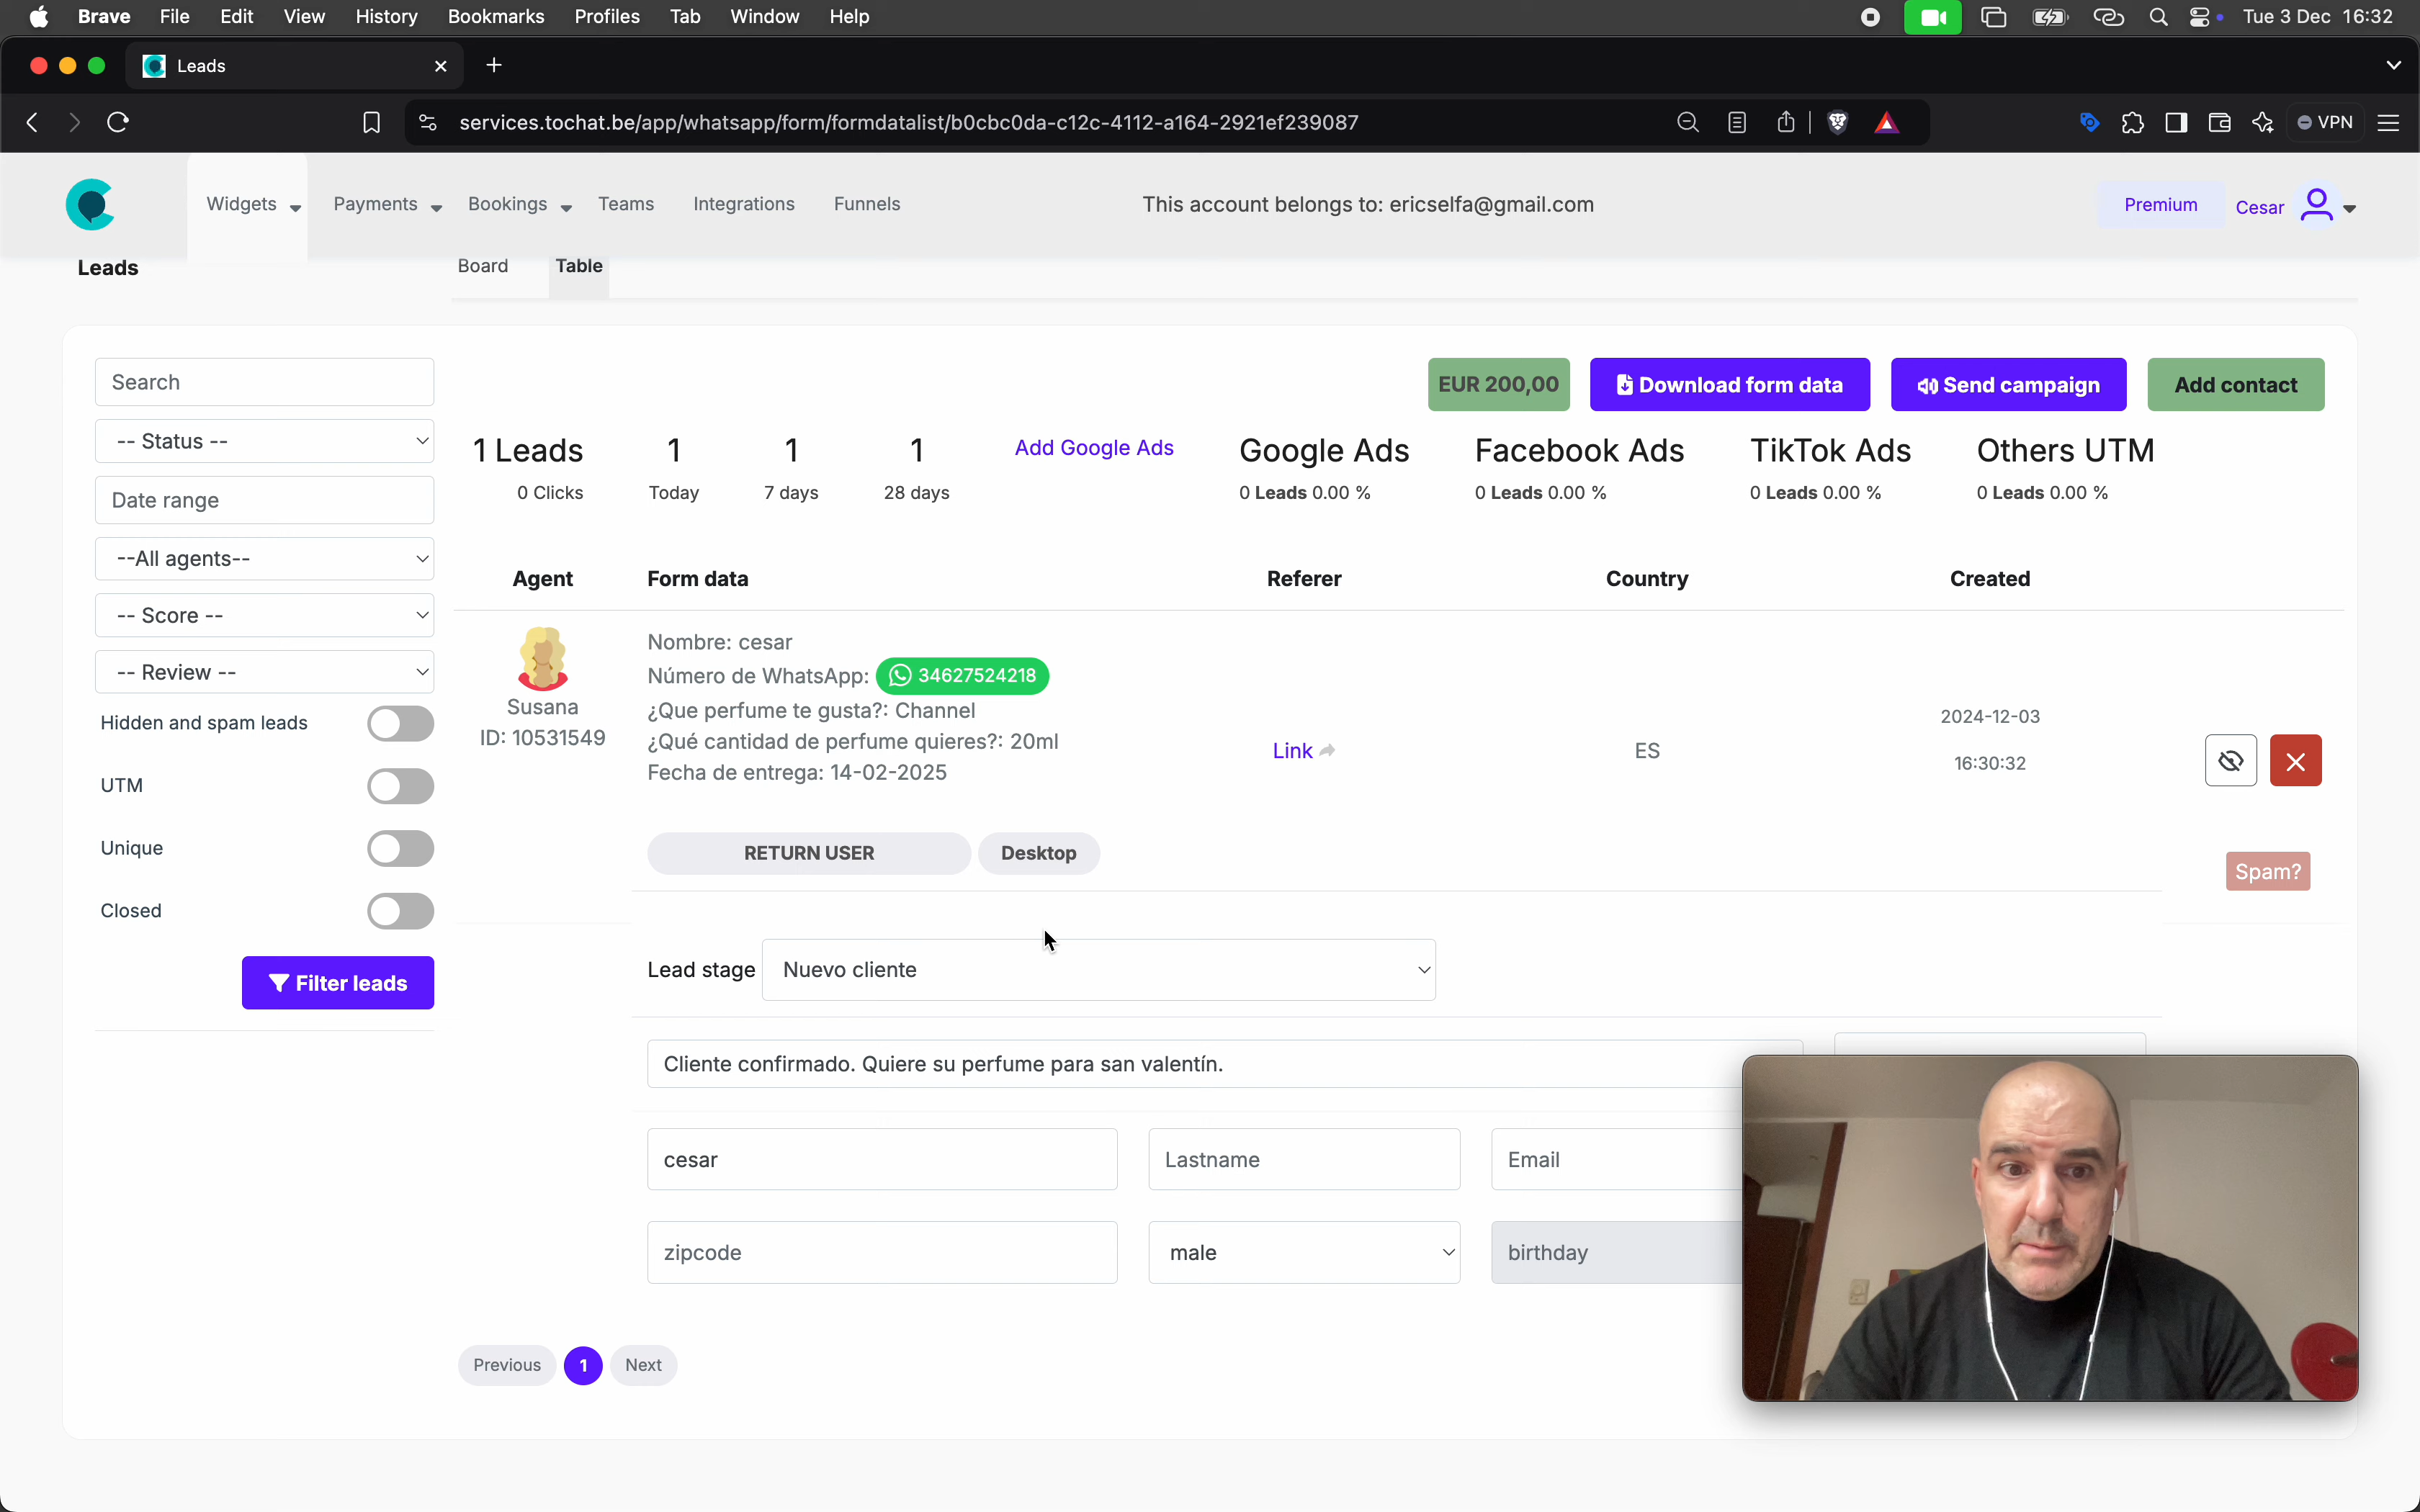 Brave File Edit View History Bookmarks Profiles Tab Window Help Tue 3 Dec 16:32
Leads
services.tochat.be/app/whatsapp/form/formdatalist/b0cbc0da-c12c-4112-a164-2921ef239087 VPN
Widgets Payments Bookings Teams Integrations Funnels This account belongs to: ericselfa@gmail.com Premium Cesar
Leads Board Table
Search
-- Status --
Date range
--All agents--
-- Score --
-- Review --
Hidden and spam leads
UTM
Unique
Closed
Filter leads
EUR 200,00 Download form data Send campaign Add contact
1 Leads 1 1 1 Add Google Ads Google Ads Facebook Ads TikTok Ads Others UTM
0 Clicks Today 7 days 28 days 0 Leads 0.00 % 0 Leads 0.00 % 0 Leads 0.00 % 0 Leads 0.00 %
Agent Form data Referer Country Created
Susana
ID: 10531549
Nombre: cesar
Número de WhatsApp: 34627524218
¿Que perfume te gusta?: Channel
¿Qué cantidad de perfume quieres?: 20ml
Fecha de entrega: 14-02-2025
Link
ES
2024-12-03
16:30:32
RETURN USER Desktop
Spam?
Lead stage Nuevo cliente
Cliente confirmado. Quiere su perfume para san valentín.
cesar Lastname Email
zipcode male birthday
Previous 1 Next